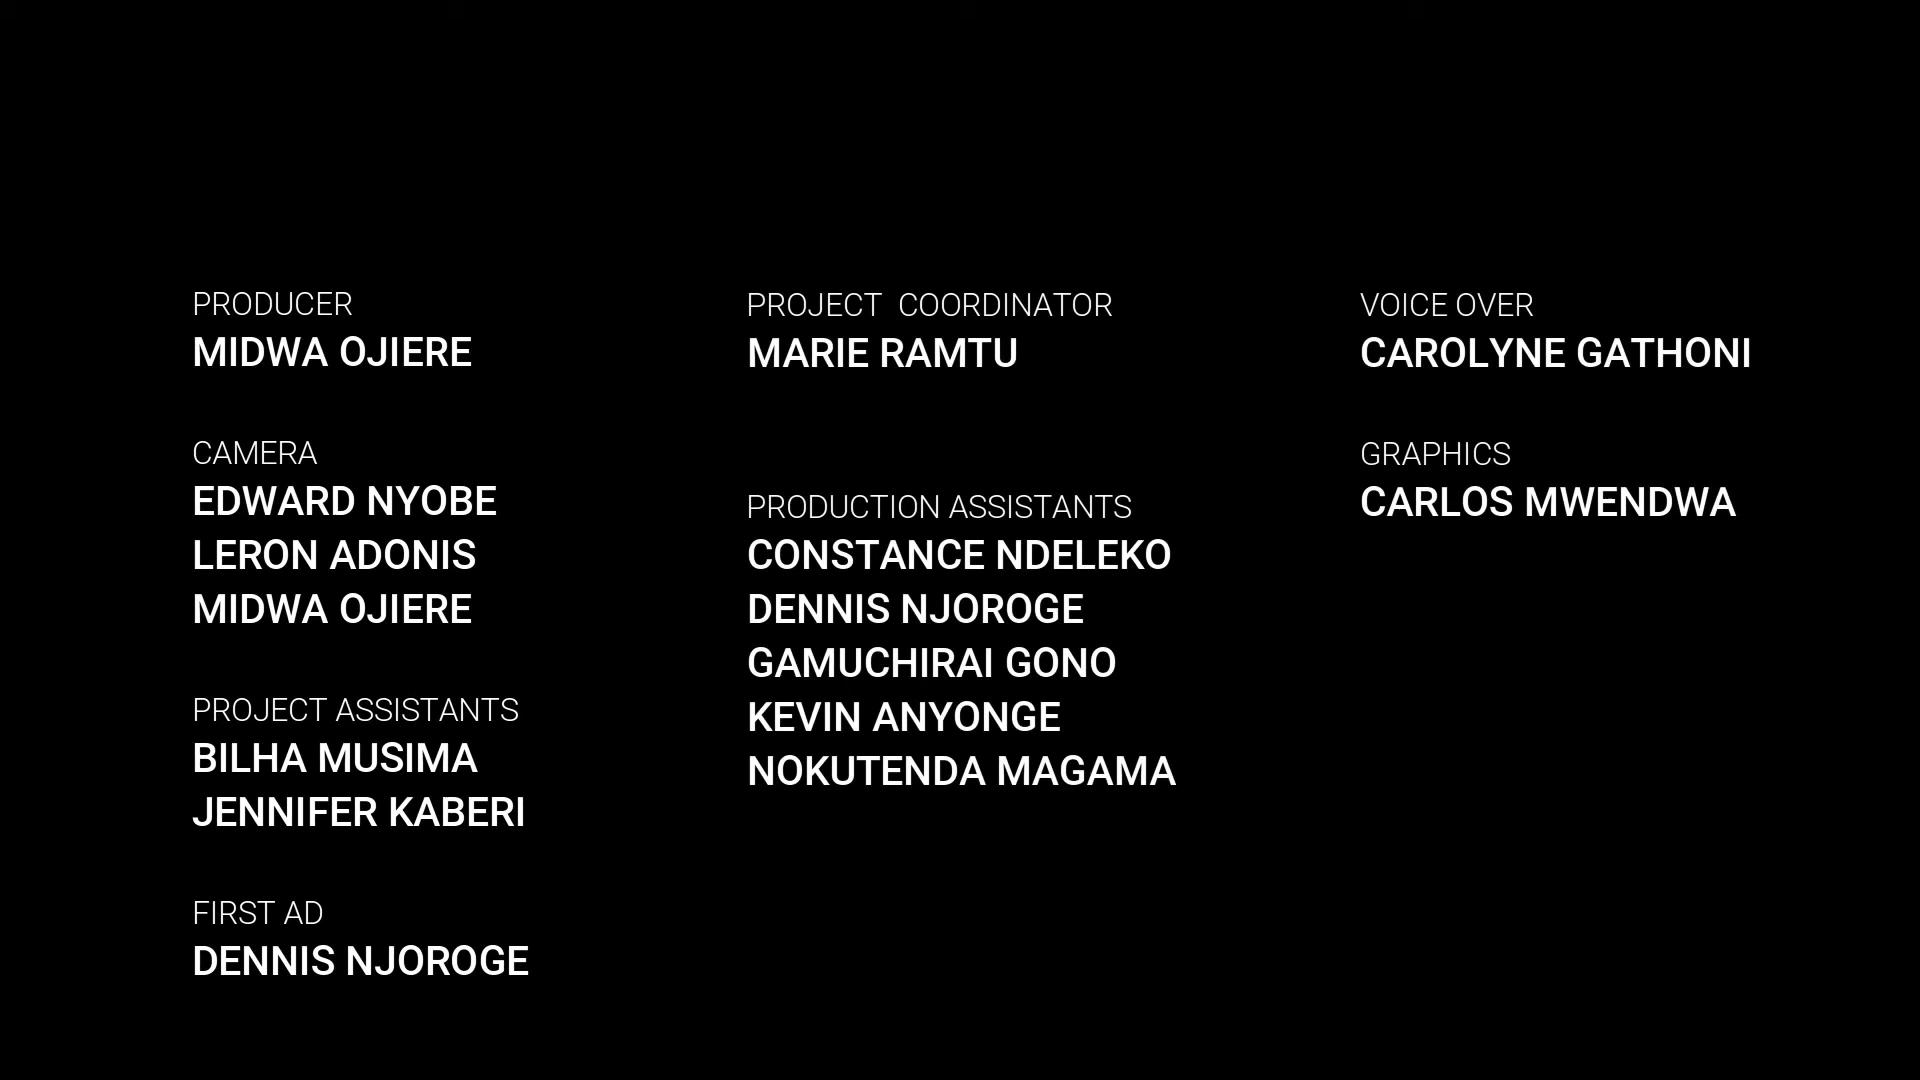 PRODUCER
MIDWA OJIERE
CAMERA
EDWARD NYOBE
LERON ADONIS
MIDWA OJIERE
PROJECT ASSISTANTS
BILHA MUSIMA
JENNIFER KABERI
FIRST AD
DENNIS NJOROGE
PROJECT COORDINATOR
MARIE RAMTU
PRODUCTION ASSISTANTS
CONSTANCE NDELEKO
DENNIS NJOROGE
GAMUCHIRAI GONO
KEVIN ANYONGE
NOKUTENDA MAGAMA
VOICE OVER
CAROLYNE GATHONI
GRAPHICS
CARLOS MWENDWA